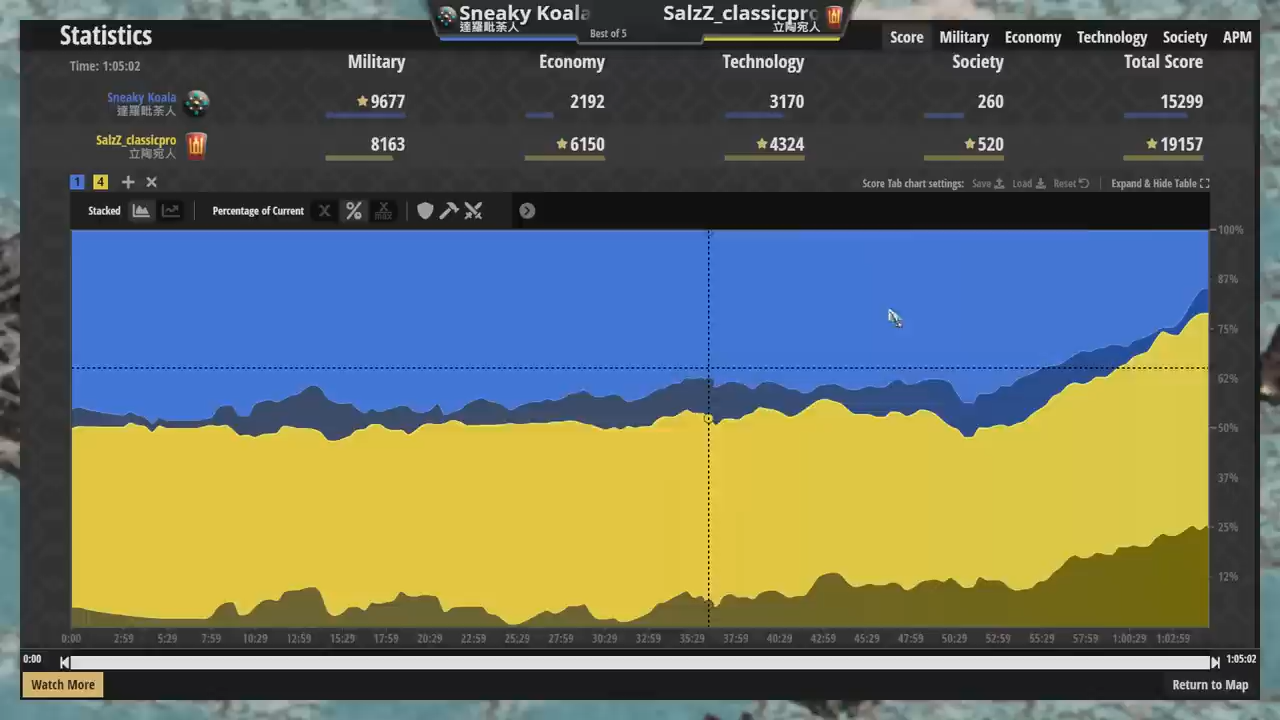 Sneaky Koala
達羅毗荼人
Best of 5
SalzZ_classicpro
立陶宛人
Statistics
Score Military Economy Technology Society APM
Time: 1:05:02
Military Economy Technology Society Total Score
Sneaky Koala
達羅毗荼人
9677 2192 3170 260 15299
SalzZ_classicpro
立陶宛人
8163 6150 4324 520 19157
1 4
Score Tab chart settings: Save Load Reset Expand & Hide Table
Stacked Percentage of Current X % X max
100%
87%
75%
62%
50%
37%
25%
12%
0:00 2:59 5:29 7:59 10:29 12:59 15:29 17:59 20:29 22:59 25:29 27:59 30:29 32:59 35:29 37:59 40:29 42:59 45:29 47:59 50:29 52:59 55:29 57:59 1:00:29 1:02:59
0:00 1:05:02
Watch More Return to Map